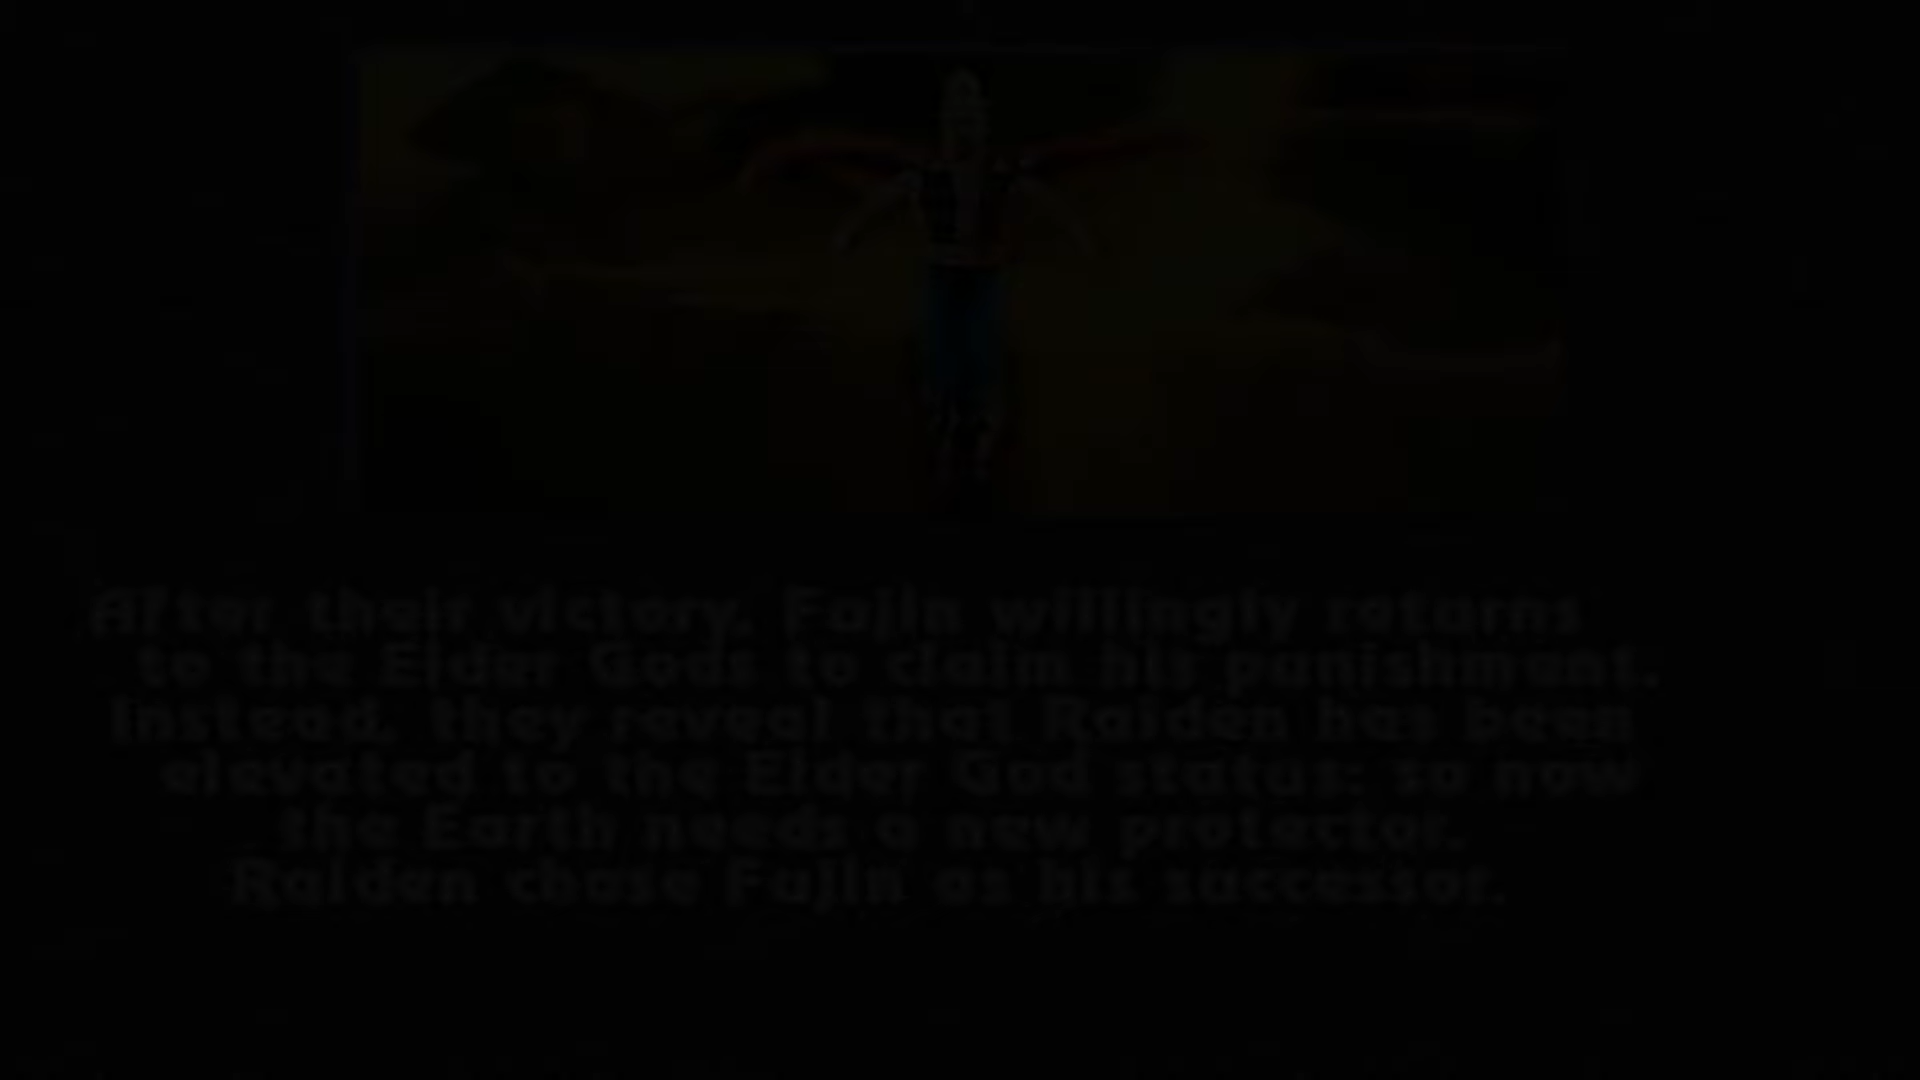 After their victory, Fujin willingly returns
to the Elder Gods to claim his punishment.
Instead, they reveal that Raiden has been
elevated to the Elder God status; so now
the Earth needs a new protector.
Raiden chose Fujin as his successor.